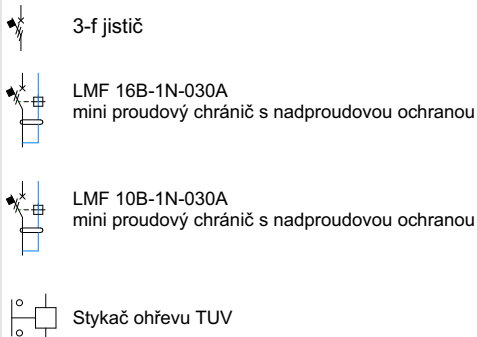 3-f jistič
LMF 16B-1N-030A
mini proudový chránič s nadproudovou ochranou
LMF 10B-1N-030A
mini proudový chránič s nadproudovou ochranou
Stykač ohřevu TUV